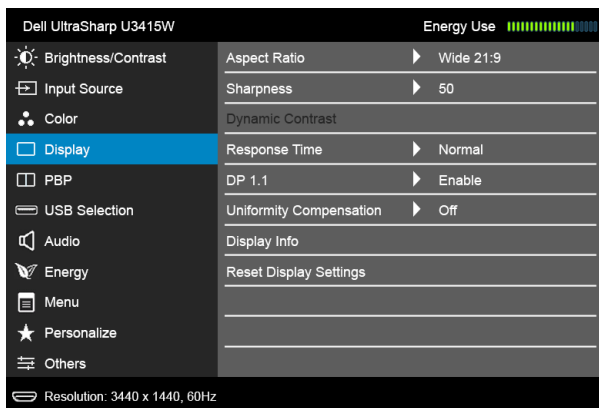 Dell UltraSharp U3415W Energy Use
Brightness/Contrast
Input Source
Color
Display
PBP
USB Selection
Audio
Energy
Menu
Personalize
Others
Aspect Ratio Wide 21:9
Sharpness 50
Dynamic Contrast
Response Time Normal
DP 1.1 Enable
Uniformity Compensation Off
Display Info
Reset Display Settings
Resolution: 3440 x 1440, 60Hz